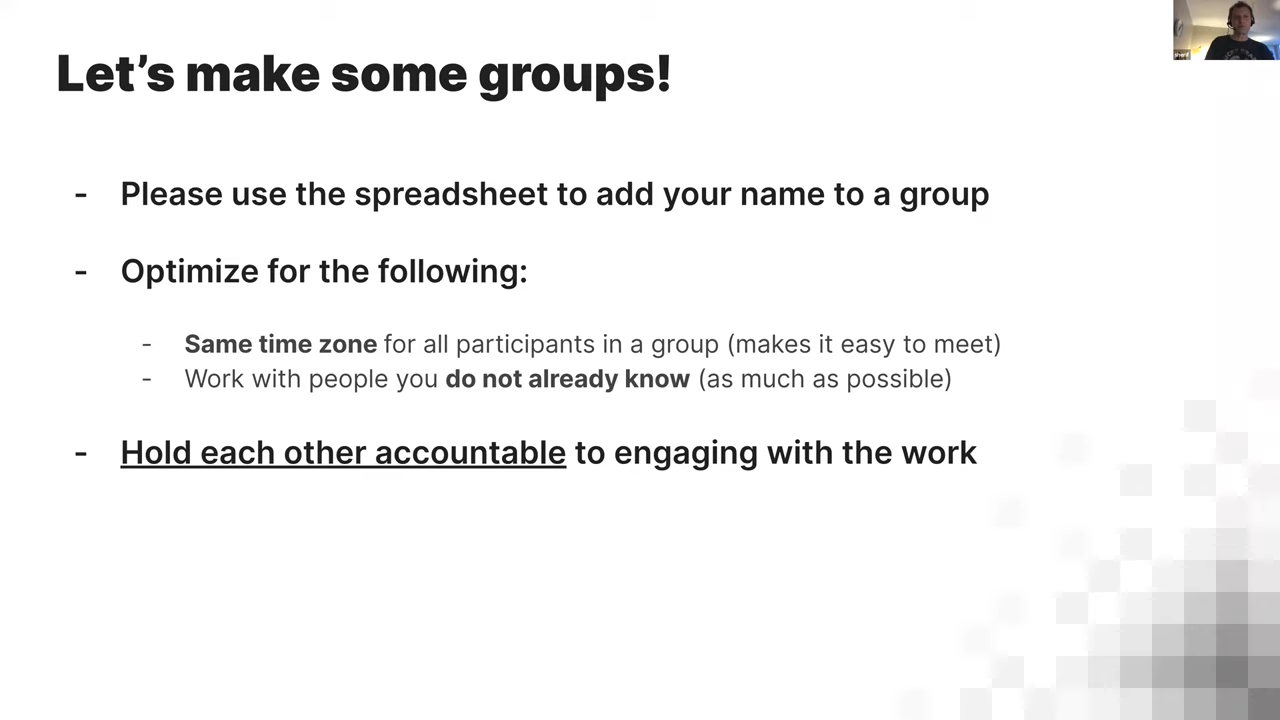 Let’s make some groups!
- Please use the spreadsheet to add your name to a group
- Optimize for the following:
- Same time zone for all participants in a group (makes it easy to meet)
- Work with people you do not already know (as much as possible)
- Hold each other accountable to engaging with the work